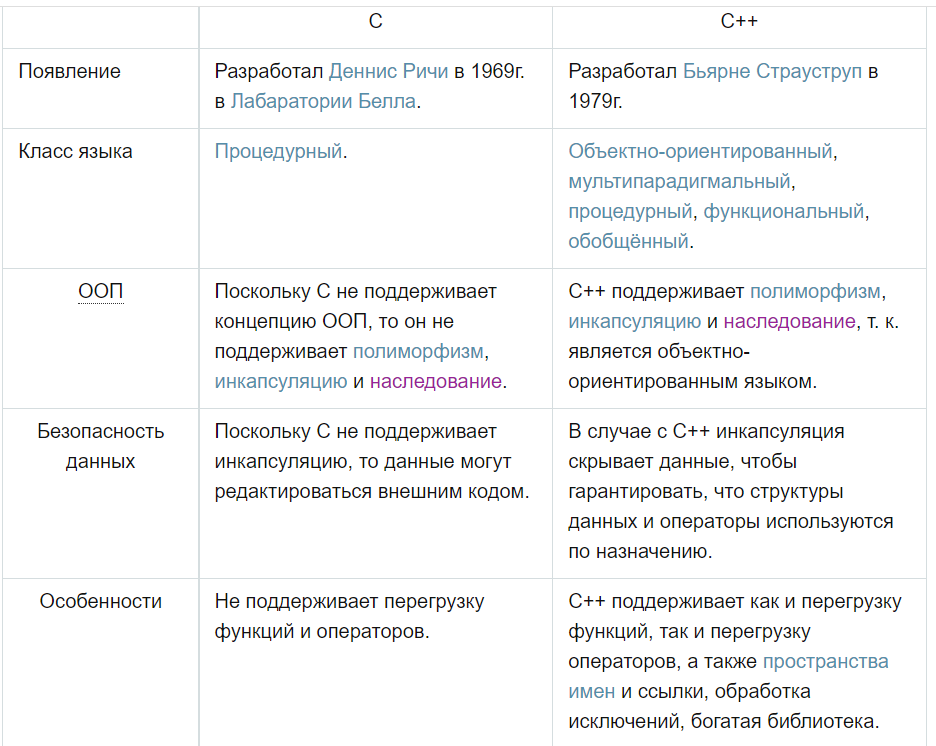 C
C++
Появление
Разработал Деннис Ричи в 1969г.
в Лабаратории Белла.
Разработал Бьярне Страуструп в
1979г.
Класс языка
Процедурный.
Объектно-ориентированный,
мультипарадигмальный,
процедурный, функциональный,
обобщённый.
ООП
Поскольку C не поддерживает
концепцию ООП, то он не
поддерживает полиморфизм,
инкапсуляцию и наследование.
C++ поддерживает полиморфизм,
инкапсуляцию и наследование, т. к.
является объектно-
ориентированным языком.
Безопасность
данных
Поскольку C не поддерживает
инкапсуляцию, то данные могут
редактироваться внешним кодом.
В случае с C++ инкапсуляция
скрывает данные, чтобы
гарантировать, что структуры
данных и операторы используются
по назначению.
Особенности
Не поддерживает перегрузку
функций и операторов.
C++ поддерживает как и перегрузку
функций, так и перегрузку
операторов, а также пространства
имен и ссылки, обработка
исключений, богатая библиотека.